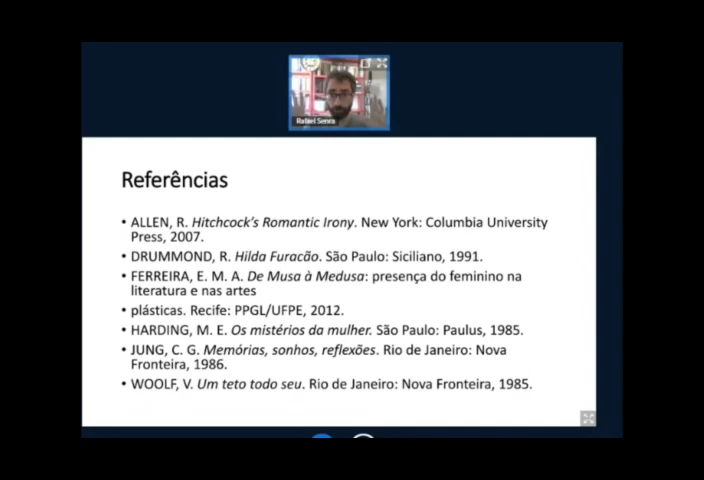 Rafael Senra
Referências
• ALLEN, R. Hitchcock's Romantic Irony. New York: Columbia University
Press, 2007.
• DRUMMOND, R. Hilda Furacão. São Paulo: Siciliano, 1991.
• FERREIRA, E. M. A. De Musa à Medusa: presença do feminino na
literatura e nas artes
• plásticas. Recife: PPGL/UFPE, 2012.
• HARDING, M. E. Os mistérios da mulher. São Paulo: Paulus, 1985.
• JUNG, C. G. Memórias, sonhos, reflexões. Rio de Janeiro: Nova
Fronteira, 1986.
• WOOLF, V. Um teto todo seu. Rio de Janeiro: Nova Fronteira, 1985.